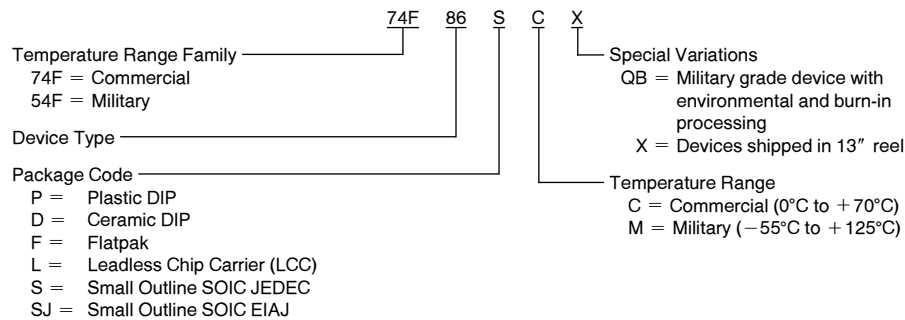 74F 86 S C X
Temperature Range Family
74F = Commercial
54F = Military
Device Type
Package Code
P = Plastic DIP
D = Ceramic DIP
F = Flatpak
L = Leadless Chip Carrier (LCC)
S = Small Outline SOIC JEDEC
SJ = Small Outline SOIC EIAJ
Special Variations
QB = Military grade device with
environmental and burn-in
processing
X = Devices shipped in 13″ reel
Temperature Range
C = Commercial (0°C to +70°C)
M = Military (−55°C to +125°C)